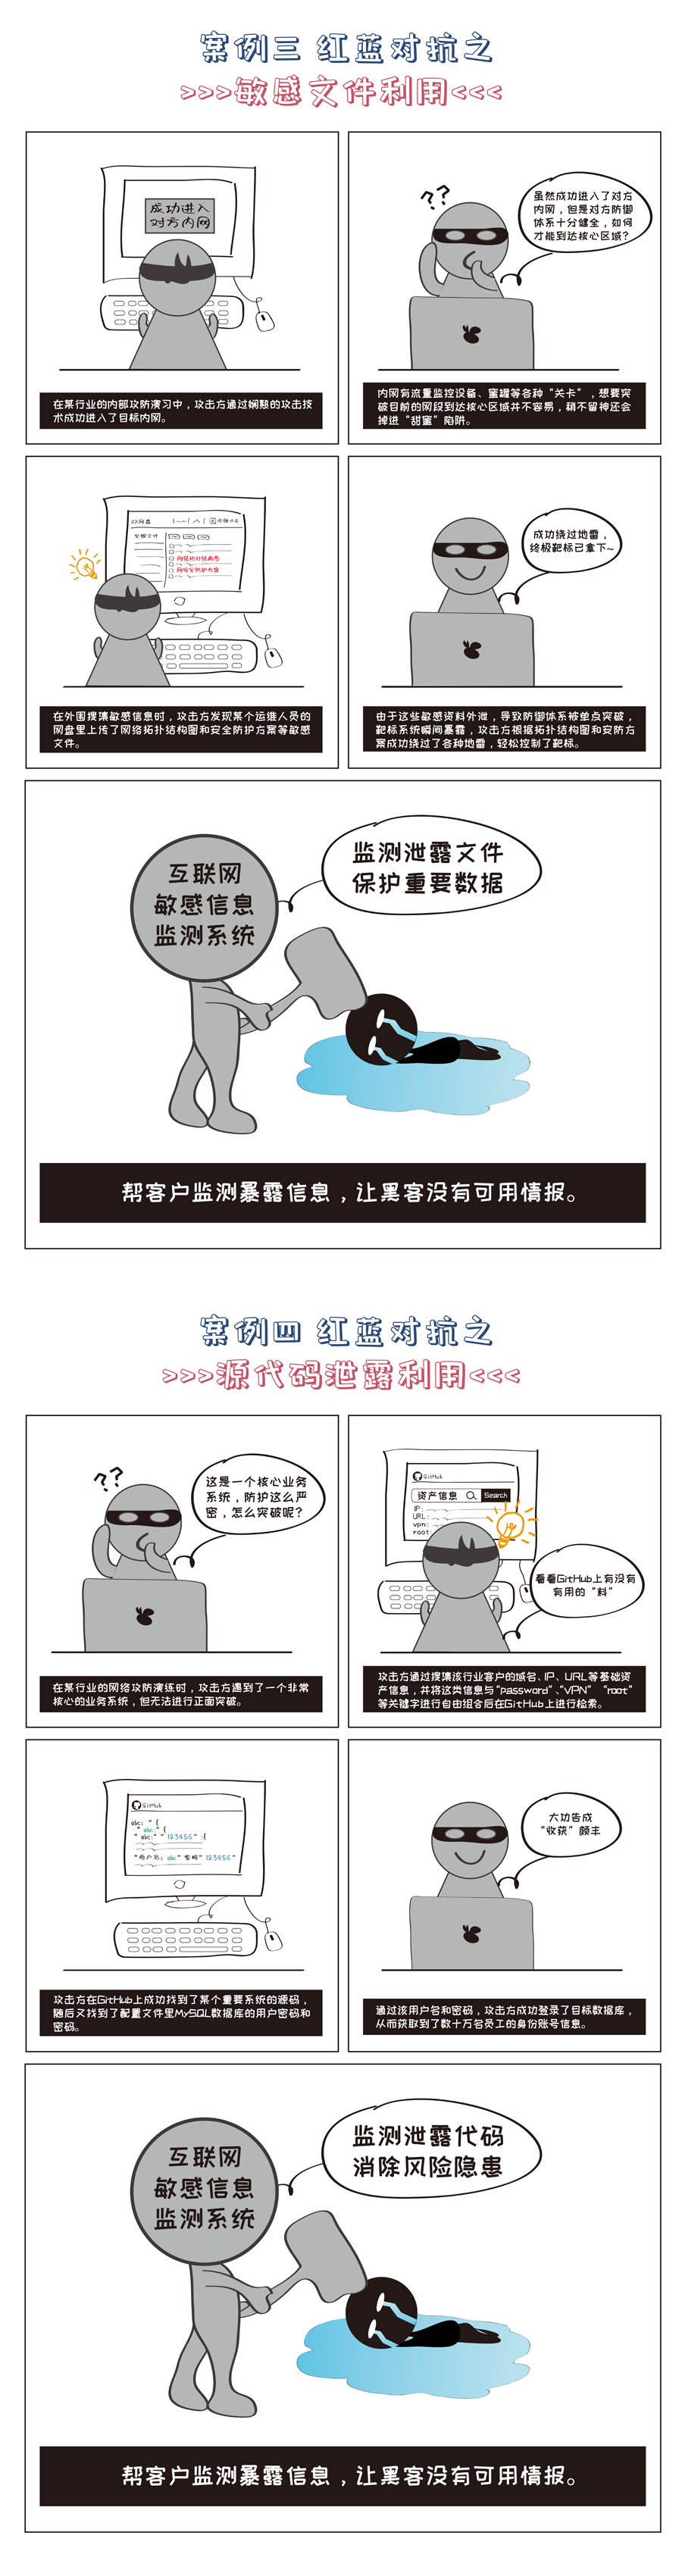 案例三 红蓝对抗之
>>>敏感文件利用<<<
成功进入
对方内网
在某行业的内部攻防演习中，攻击方通过娴熟的攻击技
术成功进入了目标内网。
??
虽然成功进入了对方
内网，但是对方防御
体系十分健全，如何
才能到达核心区域？
内网有流量监控设备、蜜罐等各种“关卡”，想要突
破目前的网段到达核心区域并不容易，稍不留神还会
掉进“甜蜜”陷阱。
XX网盘
全部文件
网络拓扑结构图
网安全防护方案
在外围搜集敏感信息时，攻击方发现某个运维人员的
网盘里上传了网络拓扑结构图和安全防护方案等敏感
文件。
成功绕过地雷，
终极靶标已拿下~
由于这些敏感资料外泄，导致防御体系被单点突破，
靶标系统瞬间暴露，攻击方根据拓扑结构图和安防方
案成功绕过了各种地雷，轻松控制了靶标。
互联网
敏感信息
监测系统
监测泄露文件
保护重要数据
帮客户监测暴露信息，让黑客没有可用情报。
案例四 红蓝对抗之
>>>源代码泄露利用<<<
??
这是一个核心业务
系统，防护这么严
密，怎么突破呢？
在某行业的网络攻防演练时，攻击方遇到了一个非常
核心的业务系统，但无法进行正面突破。
GitHub
资产信息 Search
IP:
URL:
vpn:
root:
看看GitHub上有没有
有用的“料”
攻击方通过搜集该行业客户的域名、IP、URL等基础资
产信息，并将这类信息与“password”、“VPN” “root”
等关键字进行自由组合后在GitHub上进行检索。
GitHub
abc: " {
" abc:" {
" abc:" " 123456" :{
"用户名: abc" 密码" 123456"
攻击方在GitHub上成功找到了某个重要系统的源码，
随后又找到了配置文件里MySQL数据库的用户密码和
密码。
大功告成
“收获”颇丰
通过该用户名和密码，攻击方成功登录了目标数据库，
从而获取到了数十万名员工的身份账号信息。
互联网
敏感信息
监测系统
监测泄露代码
消除风险隐患
帮客户监测暴露信息，让黑客没有可用情报。